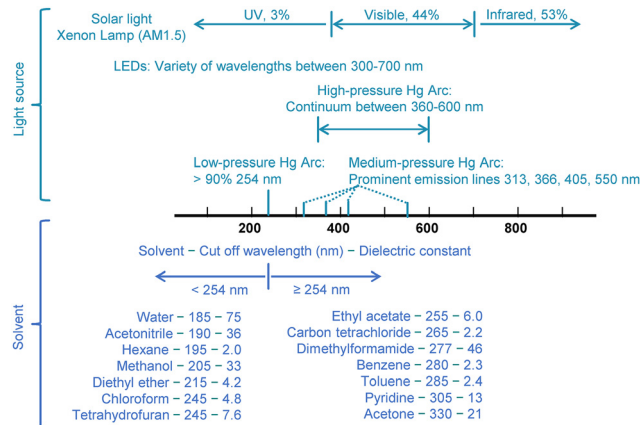 Solar light
Xenon Lamp (AM1.5)
UV, 3%
Visible, 44%
Infrared, 53%
LEDs: Variety of wavelengths between 300-700 nm
High-pressure Hg Arc:
Continuum between 360-600 nm
Low-pressure Hg Arc:
> 90% 254 nm
Medium-pressure Hg Arc:
Prominent emission lines 313, 366, 405, 550 nm
Light source
200
400
600
800
Solvent – Cut off wavelength (nm) – Dielectric constant
< 254 nm
≥ 254 nm
Solvent
Water – 185 – 75
Acetonitrile – 190 – 36
Hexane – 195 – 2.0
Methanol – 205 – 33
Diethyl ether – 215 – 4.2
Chloroform – 245 – 4.8
Tetrahydrofuran – 245 – 7.6
Ethyl acetate – 255 – 6.0
Carbon tetrachloride – 265 – 2.2
Dimethylformamide – 277 – 46
Benzene – 280 – 2.3
Toluene – 285 – 2.4
Pyridine – 305 – 13
Acetone – 330 – 21